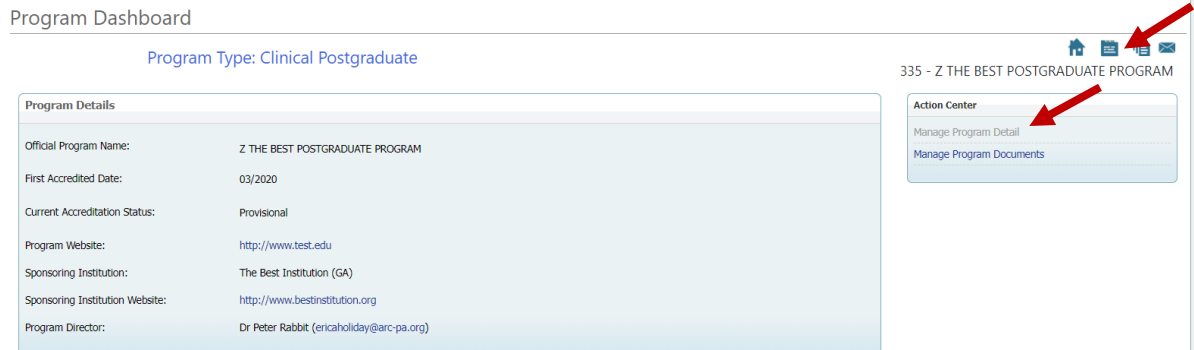 Program Dashboard
Program Type: Clinical Postgraduate
335 - Z THE BEST POSTGRADUATE PROGRAM
Program Details
Official Program Name: Z THE BEST POSTGRADUATE PROGRAM
First Accredited Date: 03/2020
Current Accreditation Status: Provisional
Program Website: http://www.test.edu
Sponsoring Institution: The Best Institution (GA)
Sponsoring Institution Website: http://www.bestinstitution.org
Program Director: Dr Peter Rabbit (ericaholiday@arc-pa.org)
Action Center
Manage Program Detail
Manage Program Documents